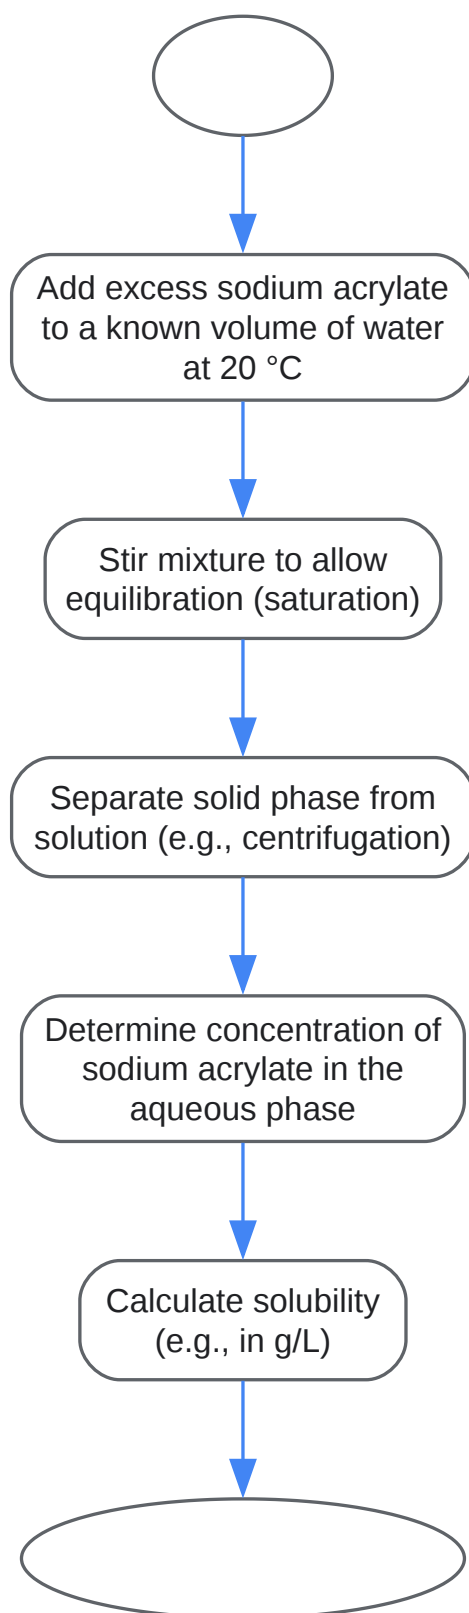 Add excess sodium acrylate
to a known volume of water
at 20 °C
Stir mixture to allow
equilibration (saturation)
Separate solid phase from
solution (e.g., centrifugation)
Determine concentration of
sodium acrylate in the
aqueous phase
Calculate solubility
(e.g., in g/L)